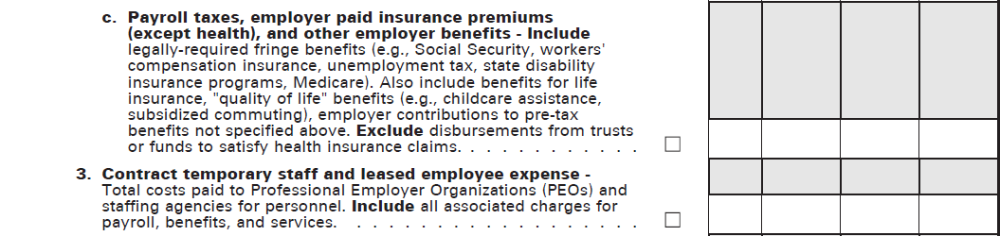 c. Payroll taxes, employer paid insurance premiums
(except health), and other employer benefits - Include
legally-required fringe benefits (e.g., Social Security, workers'
compensation insurance, unemployment tax, state disability
insurance programs, Medicare). Also include benefits for life
insurance, "quality of life" benefits (e.g., childcare assistance,
subsidized commuting), employer contributions to pre-tax
benefits not specified above. Exclude disbursements from trusts
or funds to satisfy health insurance claims. . . . . . . . . . . .
3. Contract temporary staff and leased employee expense -
Total costs paid to Professional Employer Organizations (PEOs) and
staffing agencies for personnel. Include all associated charges for
payroll, benefits, and services. . . . . . . . . . . . . . . . . . .